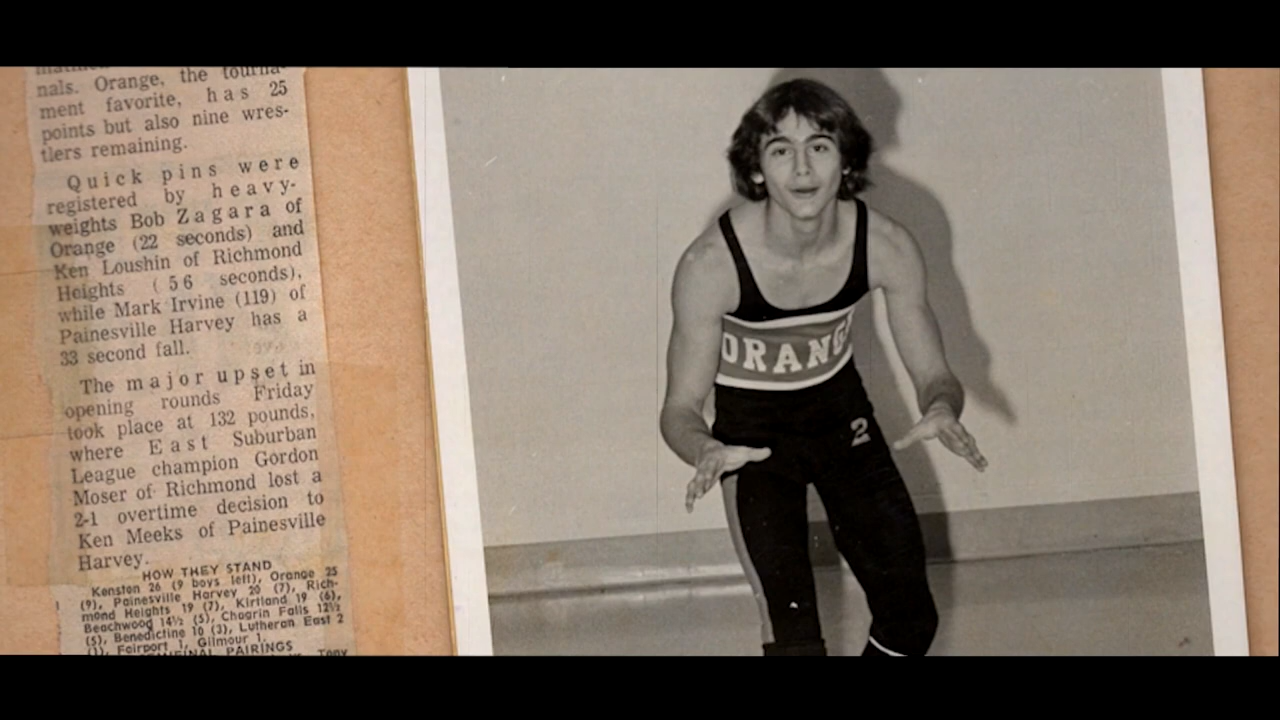 nals. Orange, the tourna-
ment favorite, has 25
points but also nine wres-
tlers remaining.
Quick pins were
registered by heavy-
weights Bob Zagara of
Orange (22 seconds) and
Ken Loushin of Richmond
Heights (56 seconds),
while Mark Irvine (119) of
Painesville Harvey has a
33 second fall.
The major upset in
opening rounds Friday
took place at 132 pounds,
where East Suburban
League champion Gordon
Moser of Richmond lost a
2-1 overtime decision to
Ken Meeks of Painesville
Harvey.
HOW THEY STAND
Kenston 26 (9 boys left), Orange 25
(9), Painesville Harvey 20 (7), Rich-
mond Heights 19 (7), Kirtland 19 (6),
Beachwood 14½ (5), Chagrin Falls 12½
(5), Benedictine 10 (3), Lutheran East 2
(1), Fairport 1, Gilmour 1.
SEMIFINAL PAIRINGS
Tony
ORANG
2